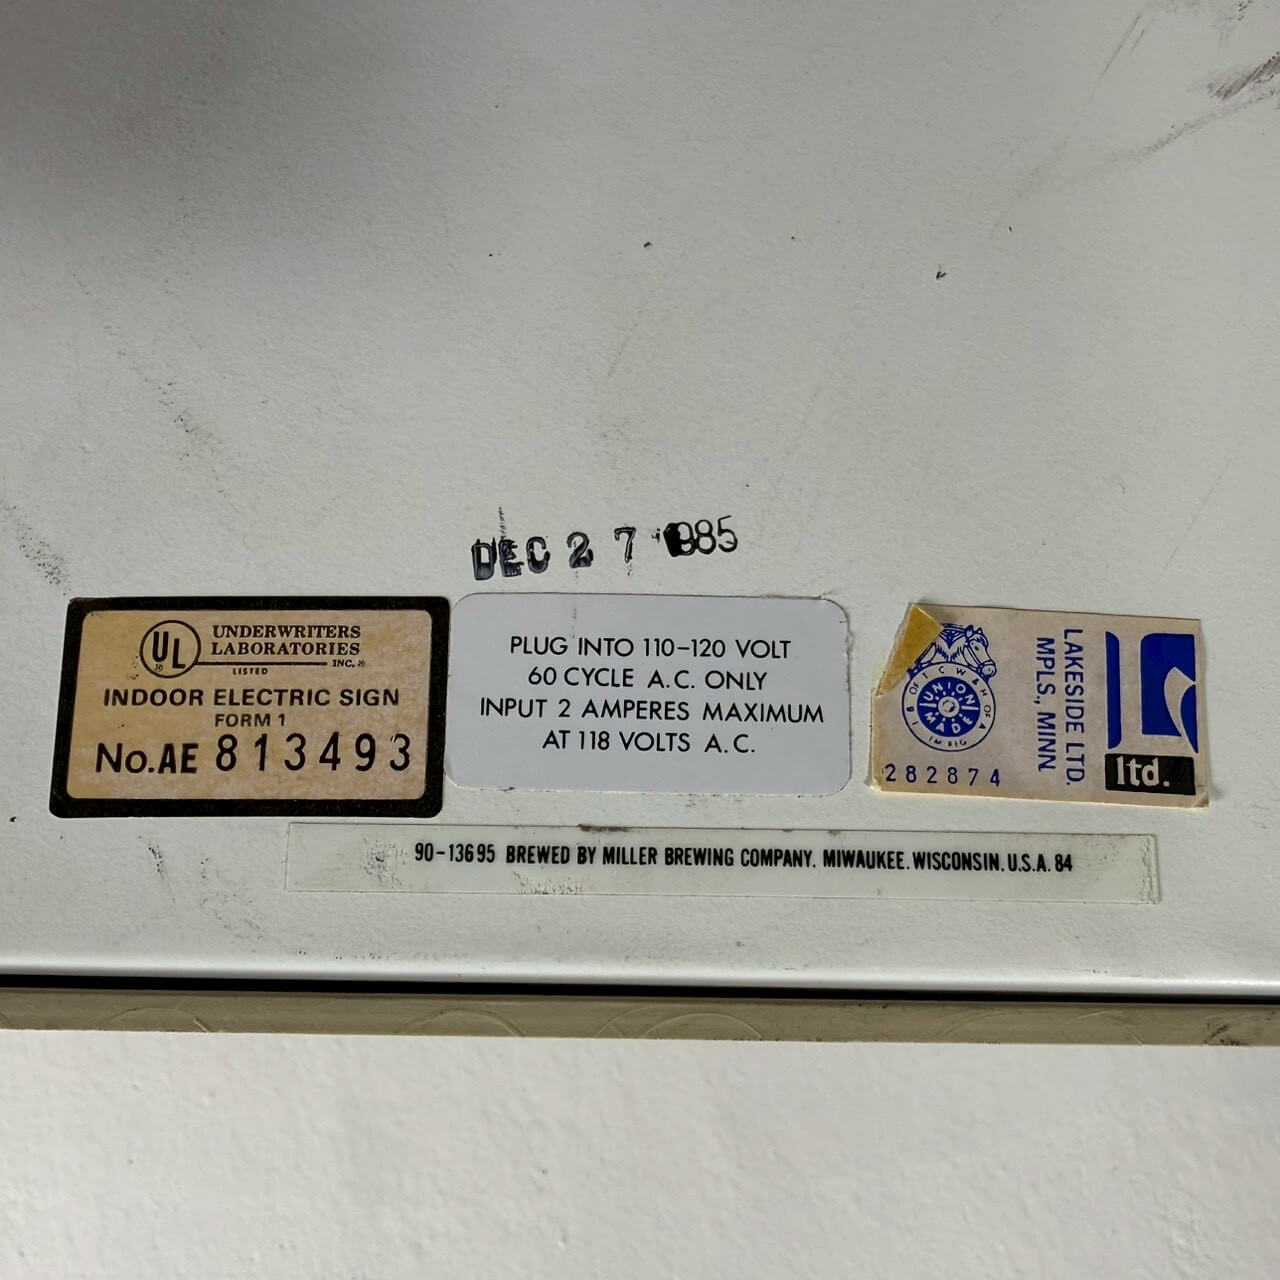 DEC 27 1985
UL
UNDERWRITERS
LABORATORIES
INC.®
LISTED
INDOOR ELECTRIC SIGN
FORM 1
No.AE 813493
PLUG INTO 110-120 VOLT
60 CYCLE A.C. ONLY
INPUT 2 AMPERES MAXIMUM
AT 118 VOLTS A.C.
UNION
MADE
282874
LAKESIDE LTD.
MPLS., MINN.
ltd.
90-13695 BREWED BY MILLER BREWING COMPANY. MIWAUKEE. WISCONSIN. U.S.A. 84